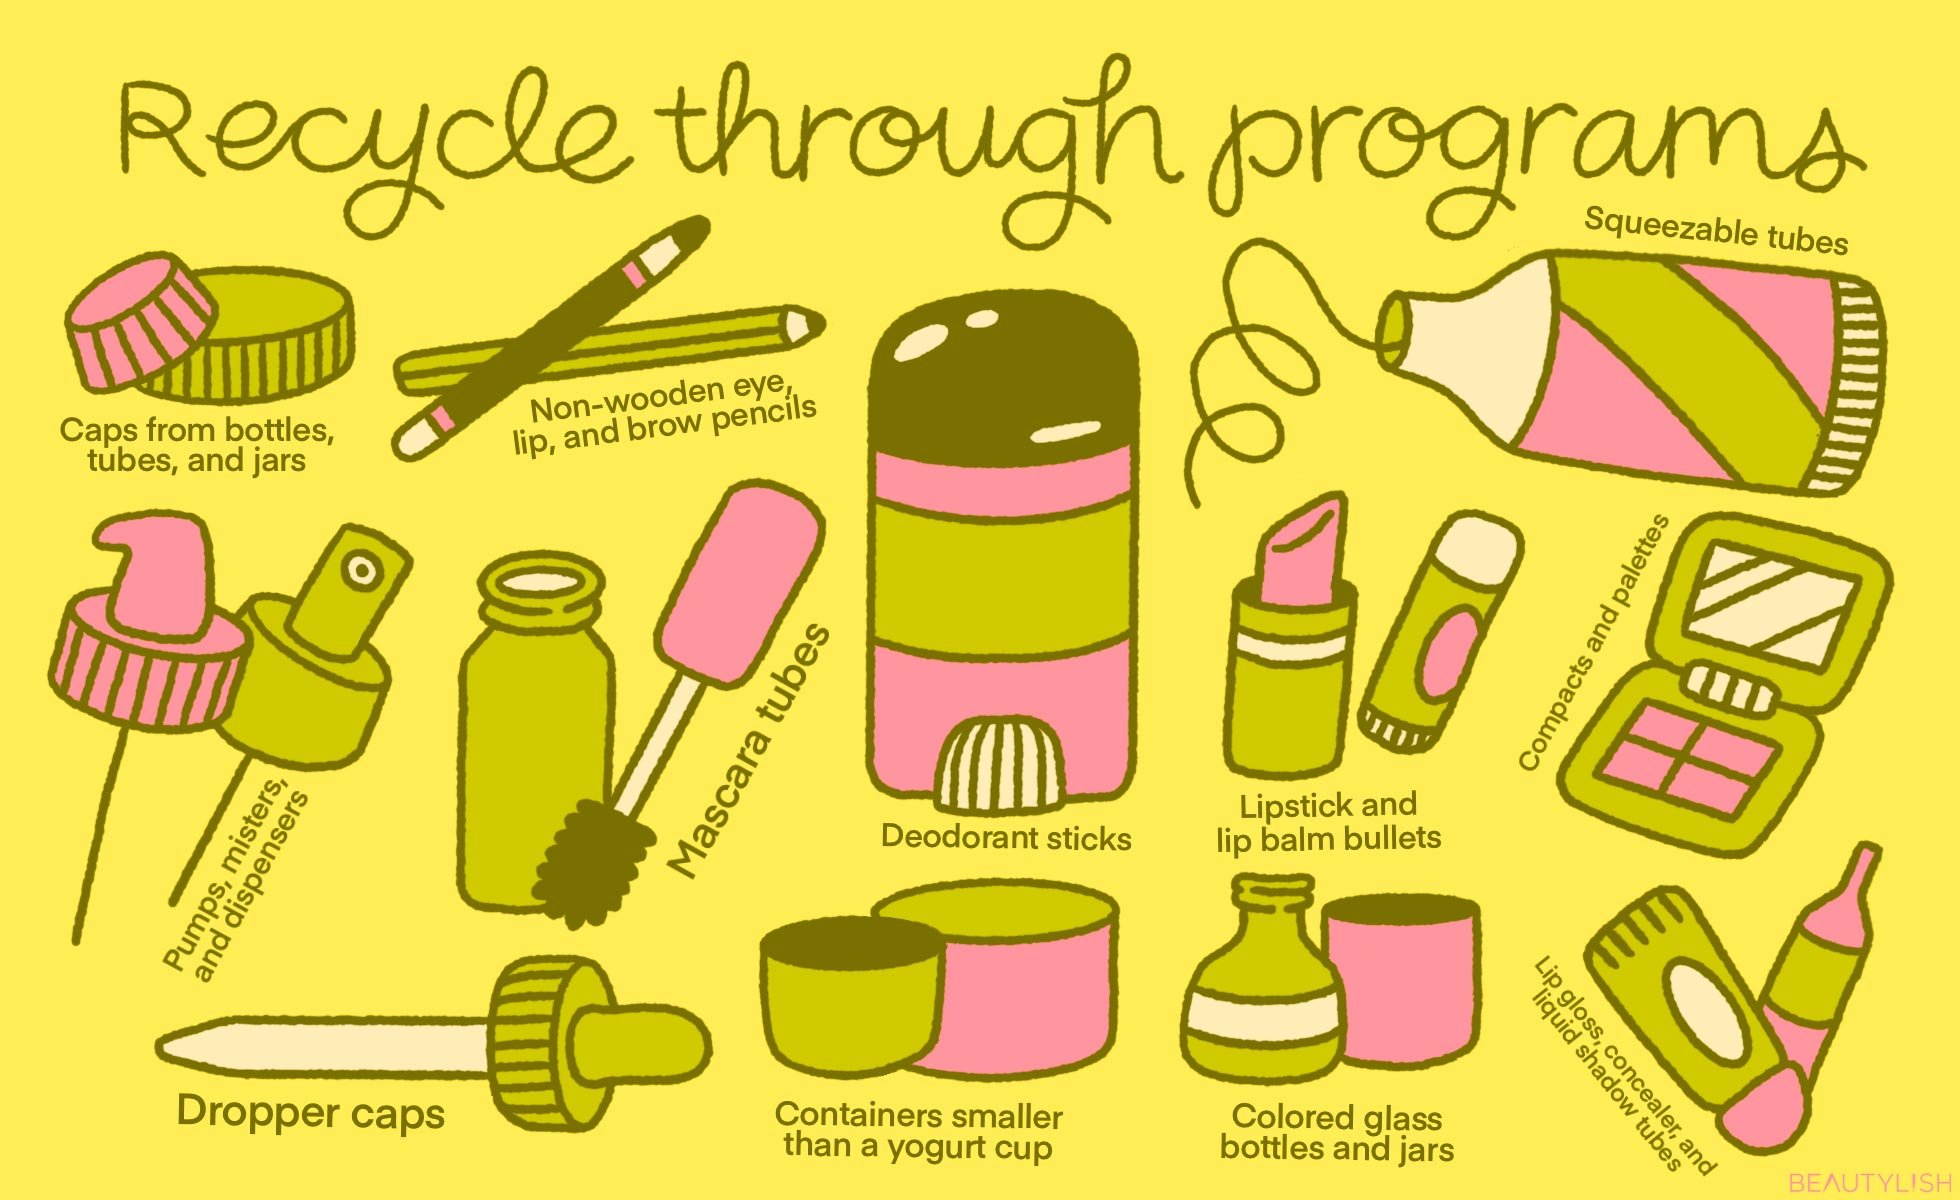 Recycle through programs
Squeezable tubes
Caps from bottles,
tubes, and jars
Non-wooden eye,
lip, and brow pencils
Pumps, misters,
and dispensers
Mascara tubes
Deodorant sticks
Lipstick and
lip balm bullets
Compacts and palettes
Dropper caps
Containers smaller
than a yogurt cup
Colored glass
bottles and jars
Lip gloss, concealer, and
liquid shadow tubes
BEAUTYLISH